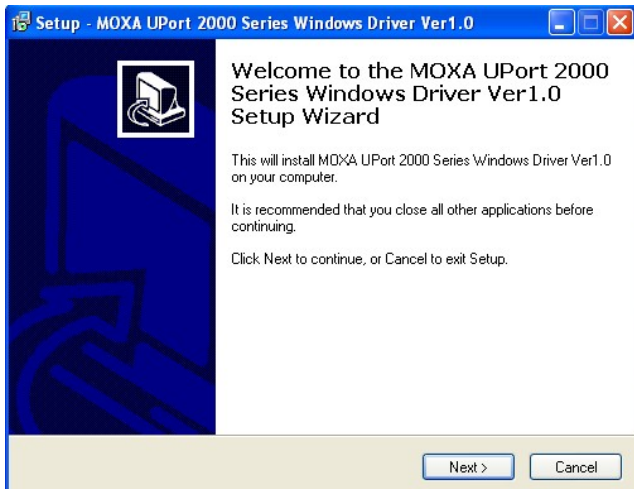 Setup - MOXA UPort 2000 Series Windows Driver Ver1.0
Welcome to the MOXA UPort 2000
Series Windows Driver Ver1.0
Setup Wizard
This will install MOXA UPort 2000 Series Windows Driver Ver1.0
on your computer.
It is recommended that you close all other applications before
continuing.
Click Next to continue, or Cancel to exit Setup.
Next >
Cancel